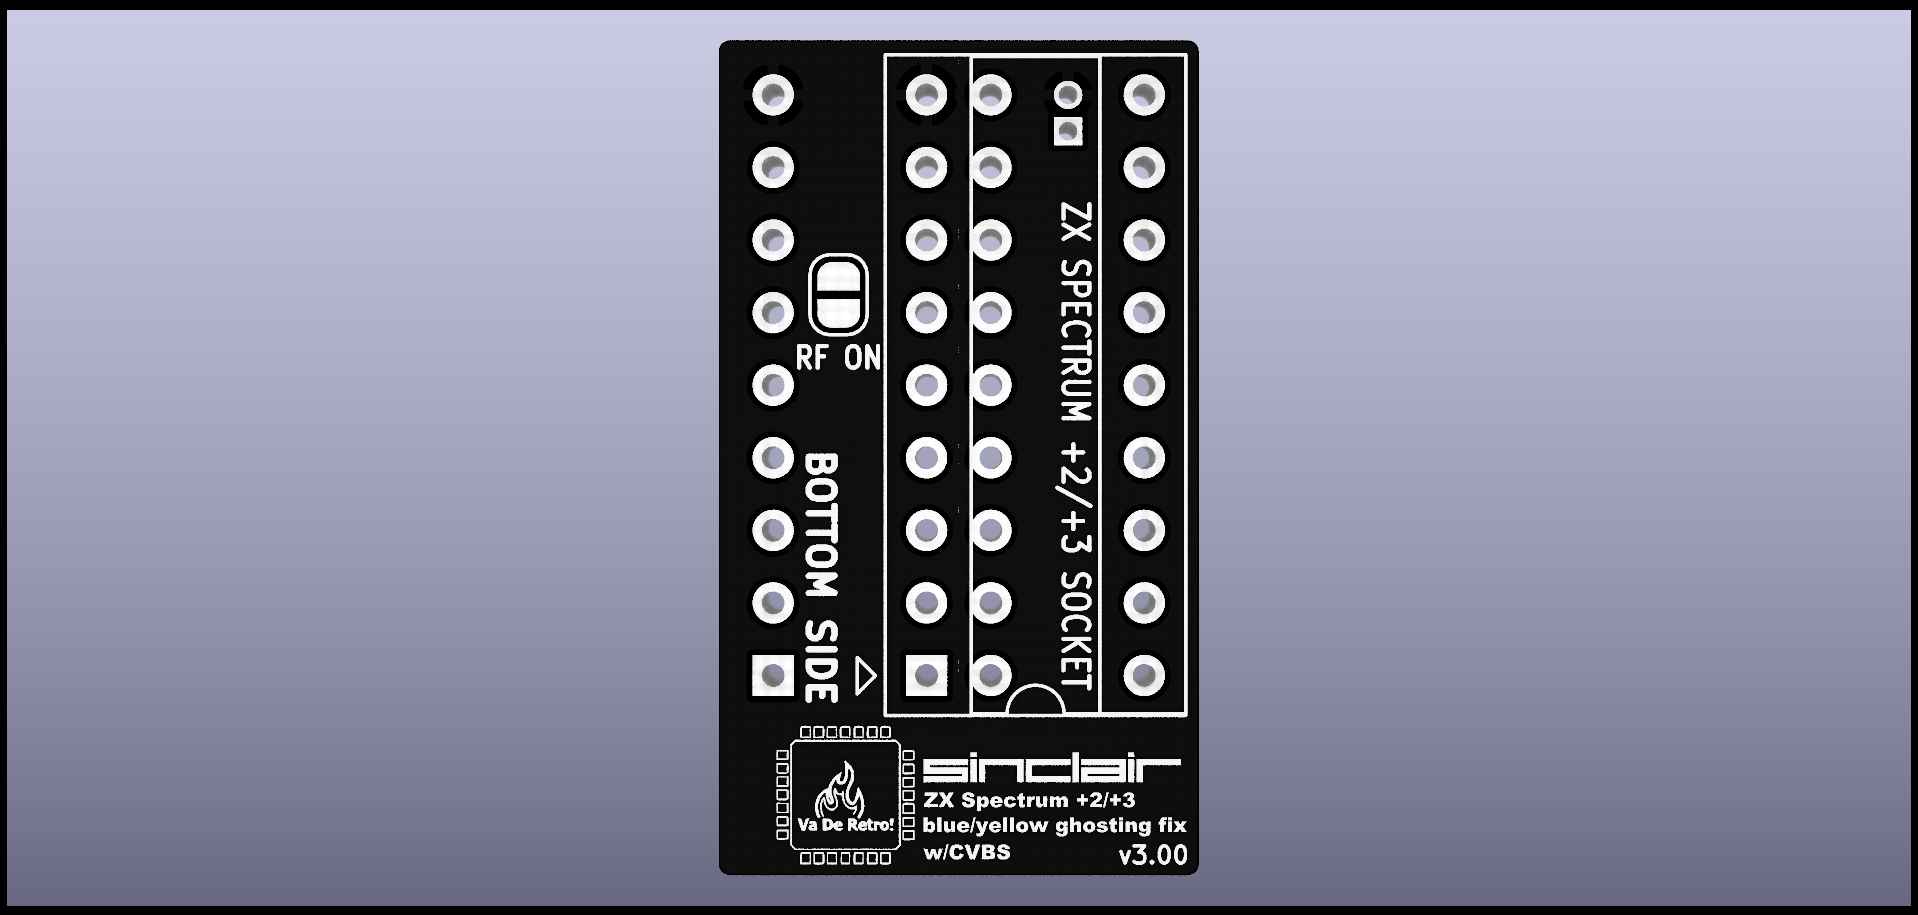 ZX SPECTRUM +2/+3 SOCKET
RF ON
BOTTOM SIDE
Va De Retro!
sinclair
ZX Spectrum +2/+3
blue/yellow ghosting fix
w/CVBS
v3.00